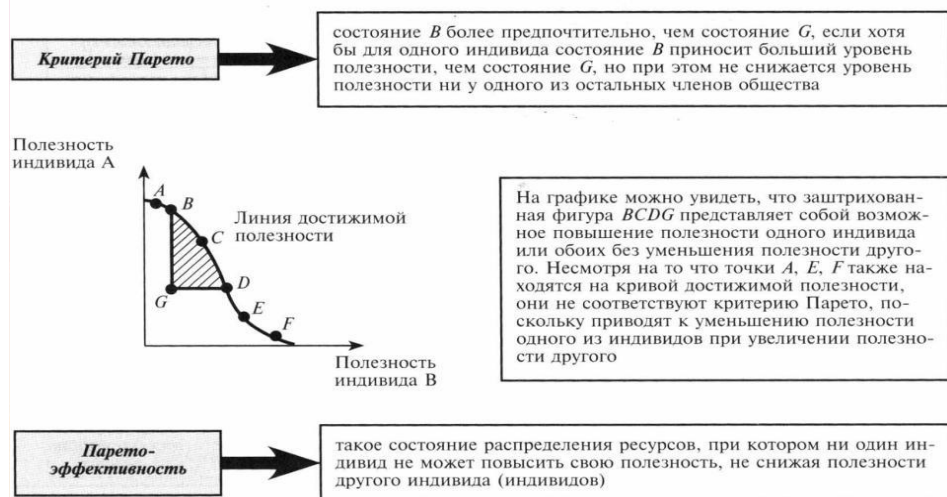 Критерий Парето
состояние B более предпочтительно, чем состояние G, если хотя
бы для одного индивида состояние B приносит больший уровень
полезности, чем состояние G, но при этом не снижается уровень
полезности ни у одного из остальных членов общества
Полезность
индивида А
A
B
Линия достижимой
полезности
C
G
D
E
F
Полезность
индивида В
На графике можно увидеть, что заштрихован-
ная фигура BCDG представляет собой возмож-
ное повышение полезности одного индивида
или обоих без уменьшения полезности друго-
го. Несмотря на то что точки A, E, F также на-
ходятся на кривой достижимой полезности,
они не соответствуют критерию Парето, по-
скольку приводят к уменьшению полезности
одного из индивидов при увеличении полезно-
сти другого
Парето-
эффективность
такое состояние распределения ресурсов, при котором ни один ин-
дивид не может повысить свою полезность, не снижая полезности
другого индивида (индивидов)